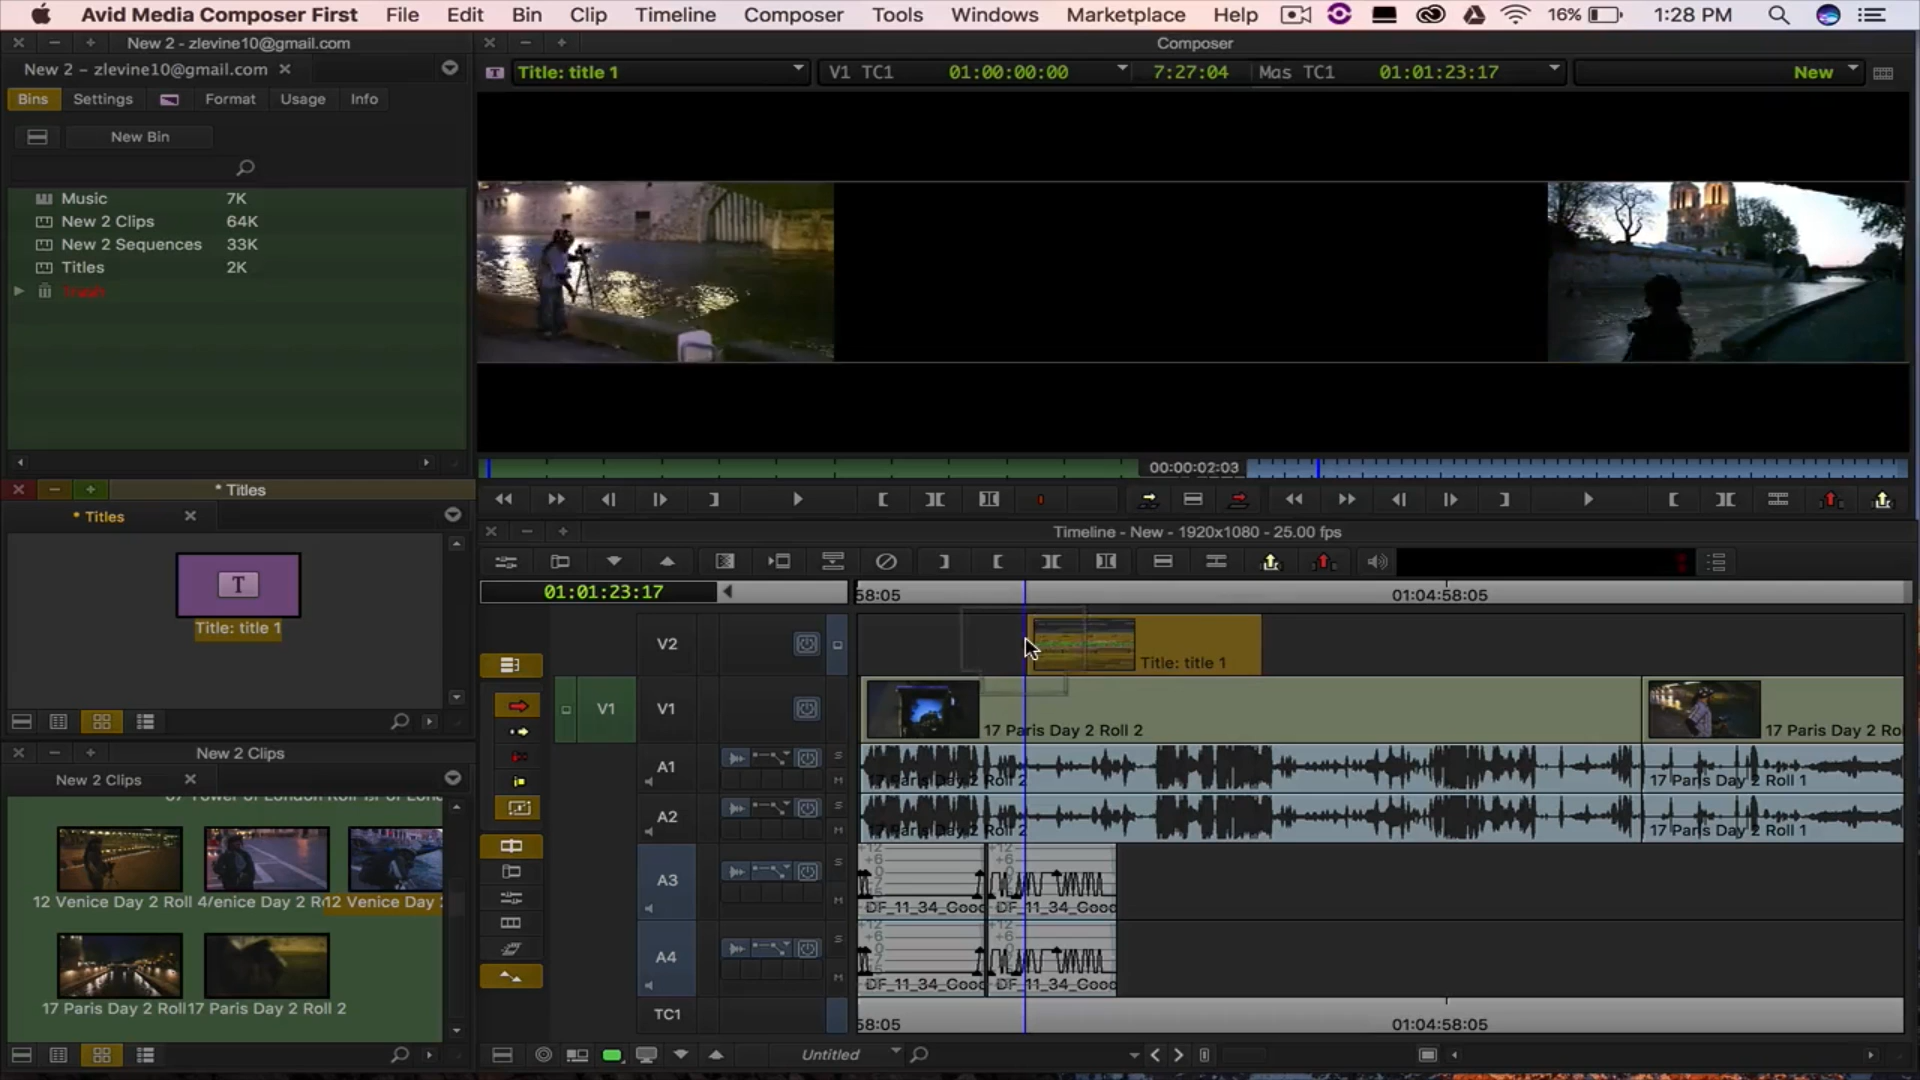 Avid Media Composer First File Edit Bin Clip Timeline Composer Tools Windows Marketplace Help 16% 1:28 PM
New 2 - zlevine10@gmail.com
Composer
New 2 – zlevine10@gmail.com
Title: title 1 V1 TC1 01:00:00:00 7:27:04 Mas TC1 01:01:23:17 New
Bins Settings Format Usage Info
New Bin
Music 7K
New 2 Clips 64K
New 2 Sequences 33K
Titles 2K
Trash
00:00:02:03
* Titles
* Titles
T
Title: title 1
Timeline - New - 1920x1080 - 25.00 fps
01:01:23:17
58:05 01:04:58:05
V2
Title: title 1
V1 V1
17 Paris Day 2 Roll 2
17 Paris Day 2 Rol
A1
17 Paris Day 2 Roll 2
17 Paris Day 2 Roll 1
A2
17 Paris Day 2 Roll 2
17 Paris Day 2 Roll 1
A3
DF_11_34_Good
DF_11_34_Good
A4
DF_11_34_Good
DF_11_34_Good
TC1
58:05 01:04:58:05
Untitled
New 2 Clips
New 2 Clips
12 Venice Day 2 Roll 4
/enice Day 2 R
12 Venice Day 2
17 Paris Day 2 Roll
17 Paris Day 2 Roll 2